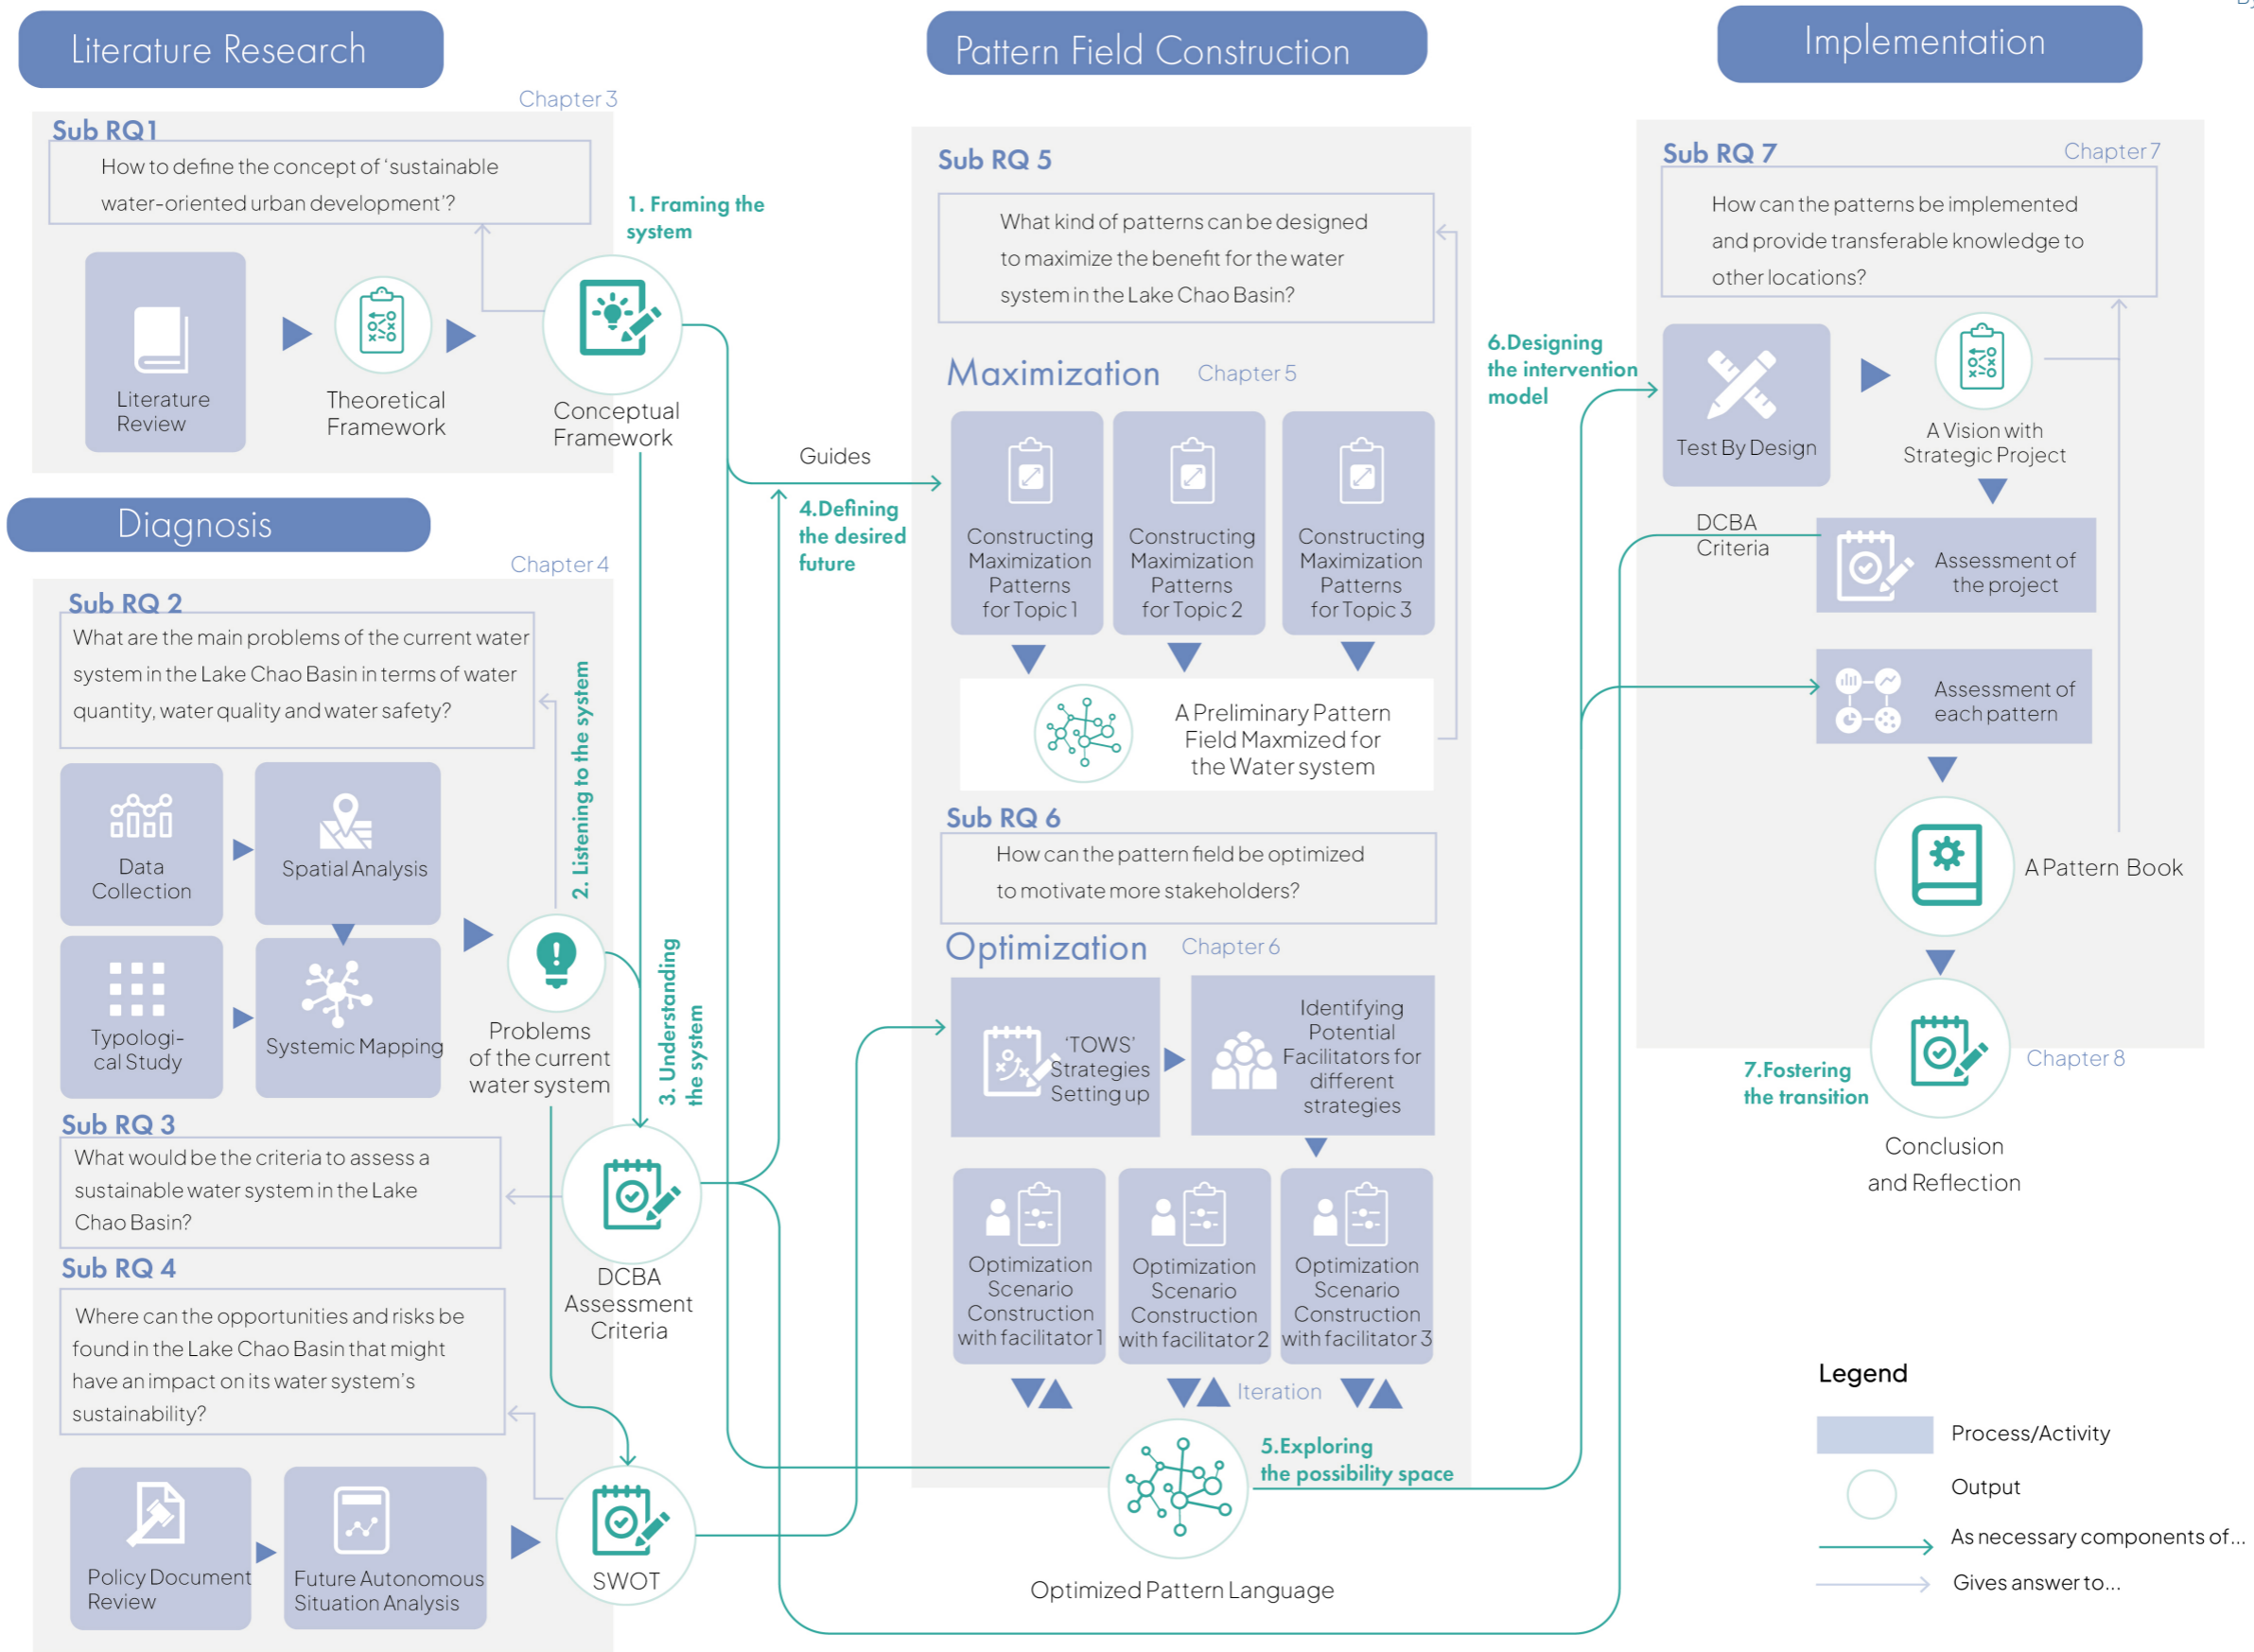 By
Literature Research
Chapter 3
Sub RQ1
How to define the concept of ‘sustainable
water-oriented urban development’?
1. Framing the
system
Literature
Review
Theoretical
Framework
Conceptual
Framework
Diagnosis
Chapter 4
Sub RQ 2
What are the main problems of the current water
system in the Lake Chao Basin in terms of water
quantity, water quality and water safety?
2. Listening to the system
Data
Collection
Spatial Analysis
Typologi-
cal Study
Systemic Mapping
Problems
of the current
water system
3. Understanding
the system
Sub RQ 3
What would be the criteria to assess a
sustainable water system in the Lake
Chao Basin?
DCBA
Assessment
Criteria
Sub RQ 4
Where can the opportunities and risks be
found in the Lake Chao Basin that might
have an impact on its water system’s
sustainability?
Policy Document
Review
Future Autonomous
Situation Analysis
SWOT
Guides
4.Defining
the desired
future
Pattern Field Construction
Sub RQ 5
What kind of patterns can be designed
to maximize the benefit for the water
system in the Lake Chao Basin?
Maximization
Chapter 5
Constructing
Maximization
Patterns
for Topic 1
Constructing
Maximization
Patterns
for Topic 2
Constructing
Maximization
Patterns
for Topic 3
A Preliminary Pattern
Field Maxmized for
the Water system
Sub RQ 6
How can the pattern field be optimized
to motivate more stakeholders?
Optimization
Chapter 6
‘TOWS’
Strategies
Setting up
Identifying
Potential
Facilitators for
different
strategies
Optimization
Scenario
Construction
with facilitator 1
Optimization
Scenario
Construction
with facilitator 2
Optimization
Scenario
Construction
with facilitator 3
Iteration
5.Exploring
the possibility space
Optimized Pattern Language
6.Designing
the intervention
model
Implementation
Sub RQ 7
Chapter 7
How can the patterns be implemented
and provide transferable knowledge to
other locations?
Test By Design
A Vision with
Strategic Project
DCBA
Criteria
Assessment of
the project
Assessment of
each pattern
A Pattern Book
7.Fostering
the transition
Chapter 8
Conclusion
and Reflection
Legend
Process/Activity
Output
As necessary components of...
Gives answer to...